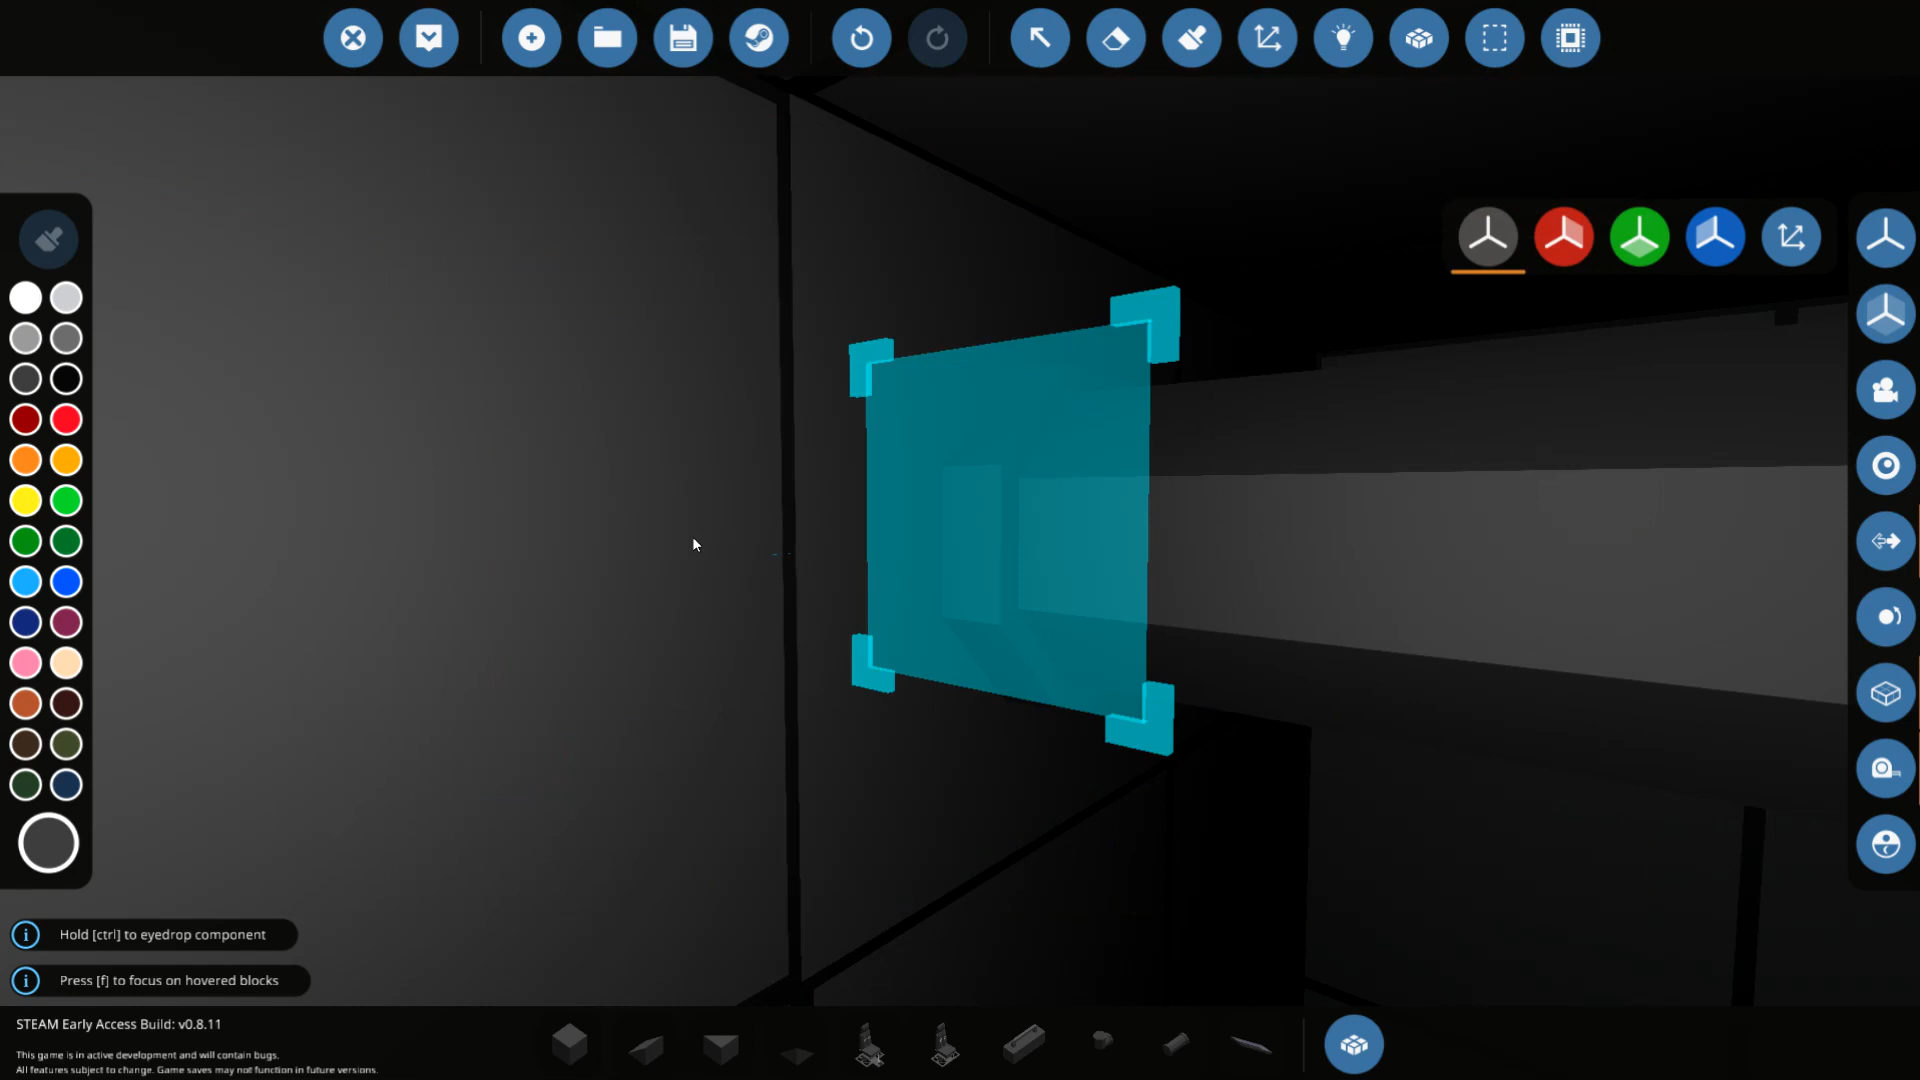 Hold [ctrl] to eyedrop component
Press [f] to focus on hovered blocks
STEAM Early Access Build: v0.8.11
This game is in active development and will contain bugs.
All features subject to change. Game saves may not function in future versions.